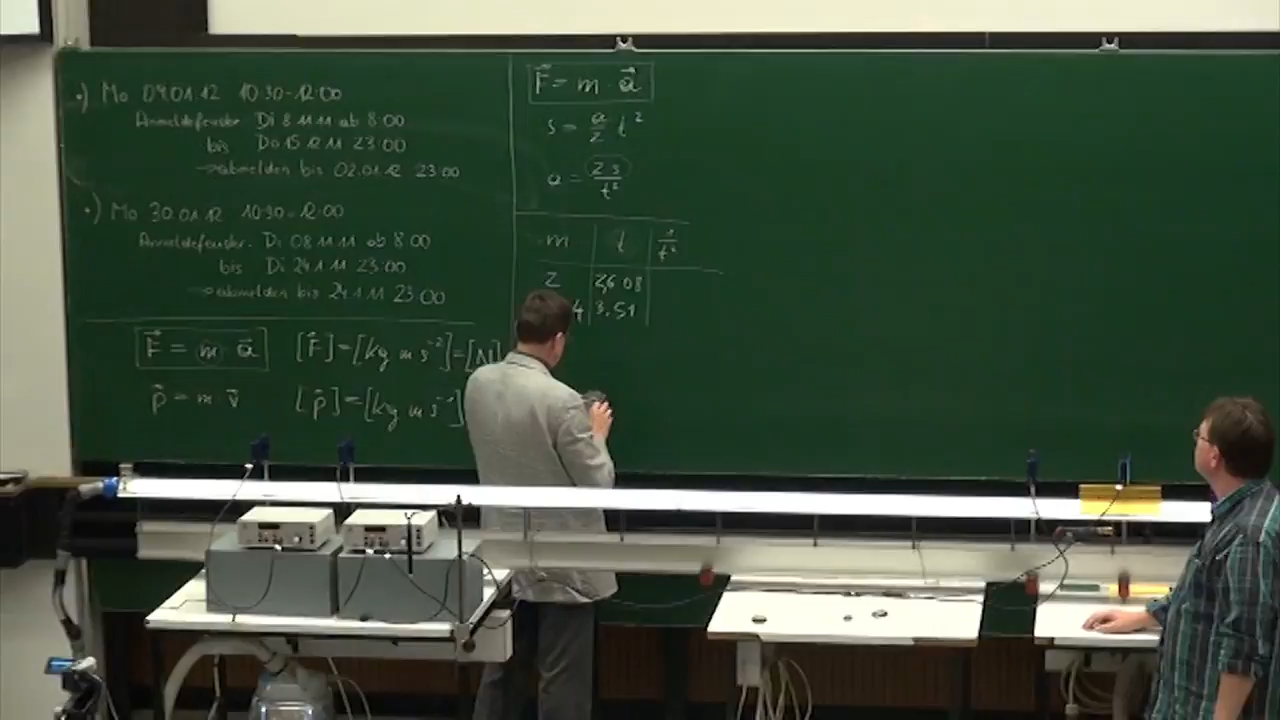 •) Mo 09.01.12 10:30-12:00
Anmeldefenster Di 8 11 11 ab 8:00
bis Do 15 12 11 23:00
→ abmelden bis 02.01.12 23:00
•) Mo 30.01.12 10:30-12:00
Anmeldefenster Di 08 11 11 ab 8:00
bis Di 24 1 11 23:00
→ abmelden bis 24 1 11 23:00
F⃗ = m · a⃗ [F⃗] = [kg m s⁻²] = [N]
p⃗ = m v⃗ [p⃗] = [kg m s⁻¹]
F⃗ = m · a⃗
s = a/2 t²
a = 2s/t²
m t 1/t²
2 2,608
4 3.51